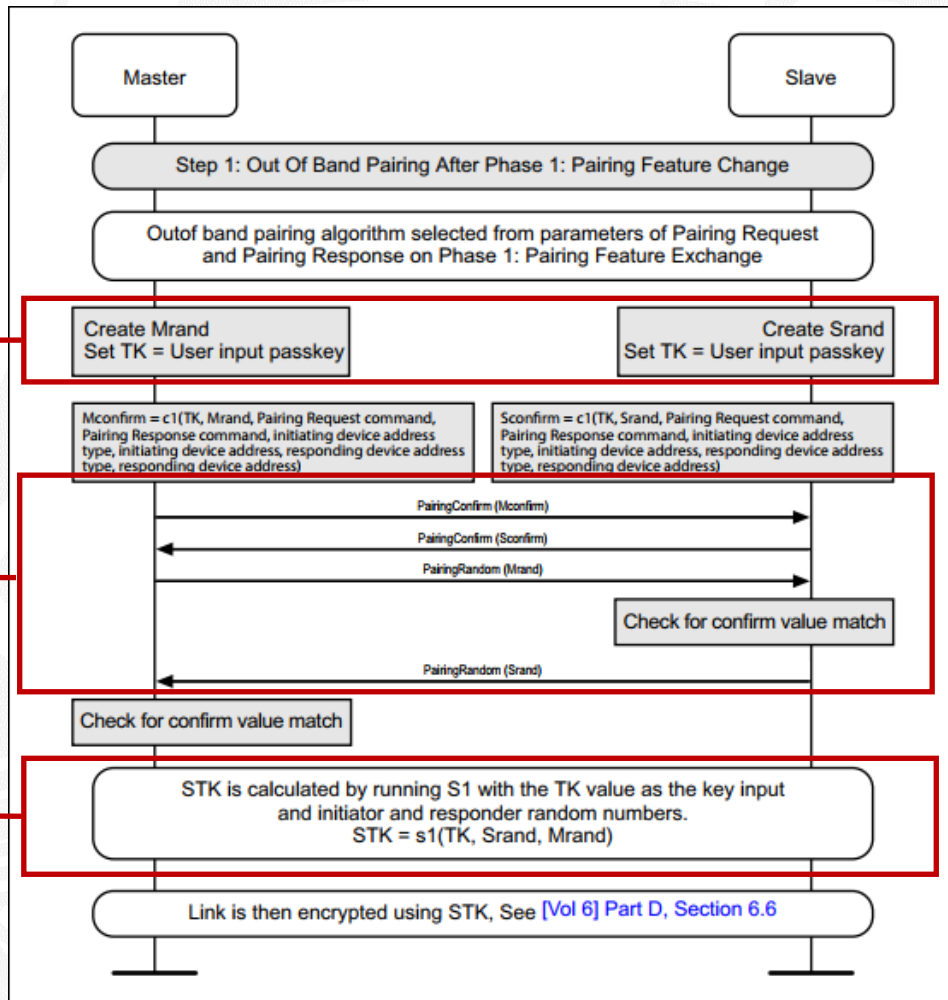 Master
Slave
Step 1: Out Of Band Pairing After Phase 1: Pairing Feature Change
Outof band pairing algorithm selected from parameters of Pairing Request
and Pairing Response on Phase 1: Pairing Feature Exchange
Create Mrand
Set TK = User input passkey
Create Srand
Set TK = User input passkey
Mconfirm = c1(TK, Mrand, Pairing Request command,
Pairing Response command, initiating device address
type, initiating device address, responding device address
type, responding device address)
Sconfirm = c1(TK, Srand, Pairing Request command,
Pairing Response command, initiating device address
type, initiating device address, responding device address
type, responding device address)
PairingConfirm (Mconfirm)
PairingConfirm (Sconfirm)
PairingRandom (Mrand)
Check for confirm value match
PairingRandom (Srand)
Check for confirm value match
STK is calculated by running S1 with the TK value as the key input
and initiator and responder random numbers.
STK = s1(TK, Srand, Mrand)
Link is then encrypted using STK, See [Vol 6] Part D, Section 6.6